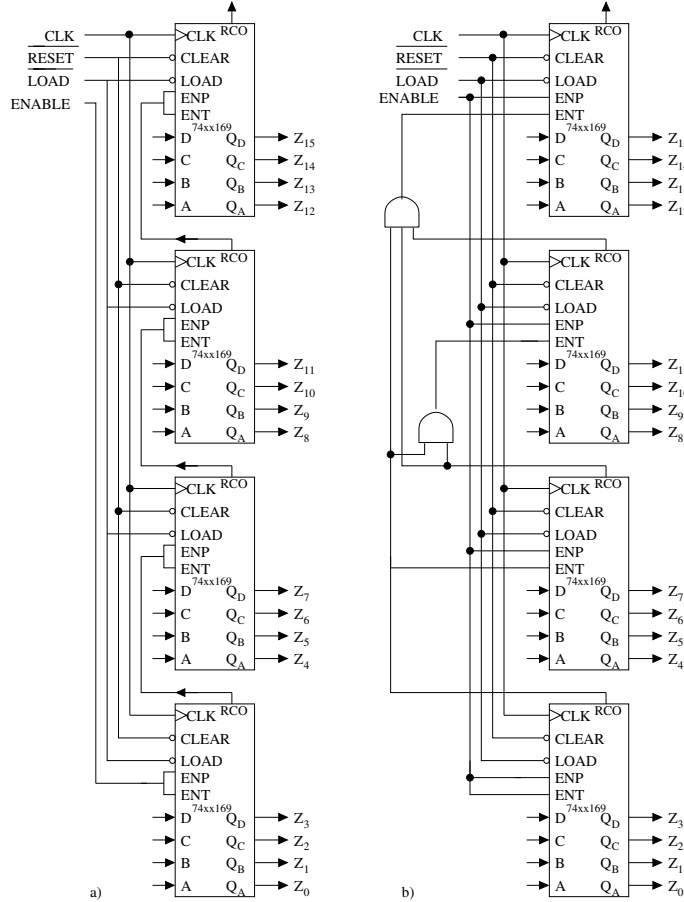 CLK
RESET
LOAD
ENABLE
RCO
CLK
CLEAR
LOAD
ENP
ENT
74xx169
D QD Z15
C QC Z14
B QB Z13
A QA Z12
RCO
CLK
CLEAR
LOAD
ENP
ENT
74xx169
D QD Z11
C QC Z10
B QB Z9
A QA Z8
RCO
CLK
CLEAR
LOAD
ENP
ENT
74xx169
D QD Z7
C QC Z6
B QB Z5
A QA Z4
RCO
CLK
CLEAR
LOAD
ENP
ENT
74xx169
D QD Z3
C QC Z2
B QB Z1
A QA Z0
a)
CLK
RESET
LOAD
ENABLE
RCO
CLK
CLEAR
LOAD
ENP
ENT
74xx169
D QD
C QC
B QB
A QA
RCO
CLK
CLEAR
LOAD
ENP
ENT
74xx169
D QD
C QC
B QB Z9
A QA Z8
RCO
CLK
CLEAR
LOAD
ENP
ENT
74xx169
D QD Z7
C QC Z6
B QB Z5
A QA Z4
RCO
CLK
CLEAR
LOAD
ENP
ENT
74xx169
D QD Z3
C QC Z2
B QB Z1
A QA Z0
b)